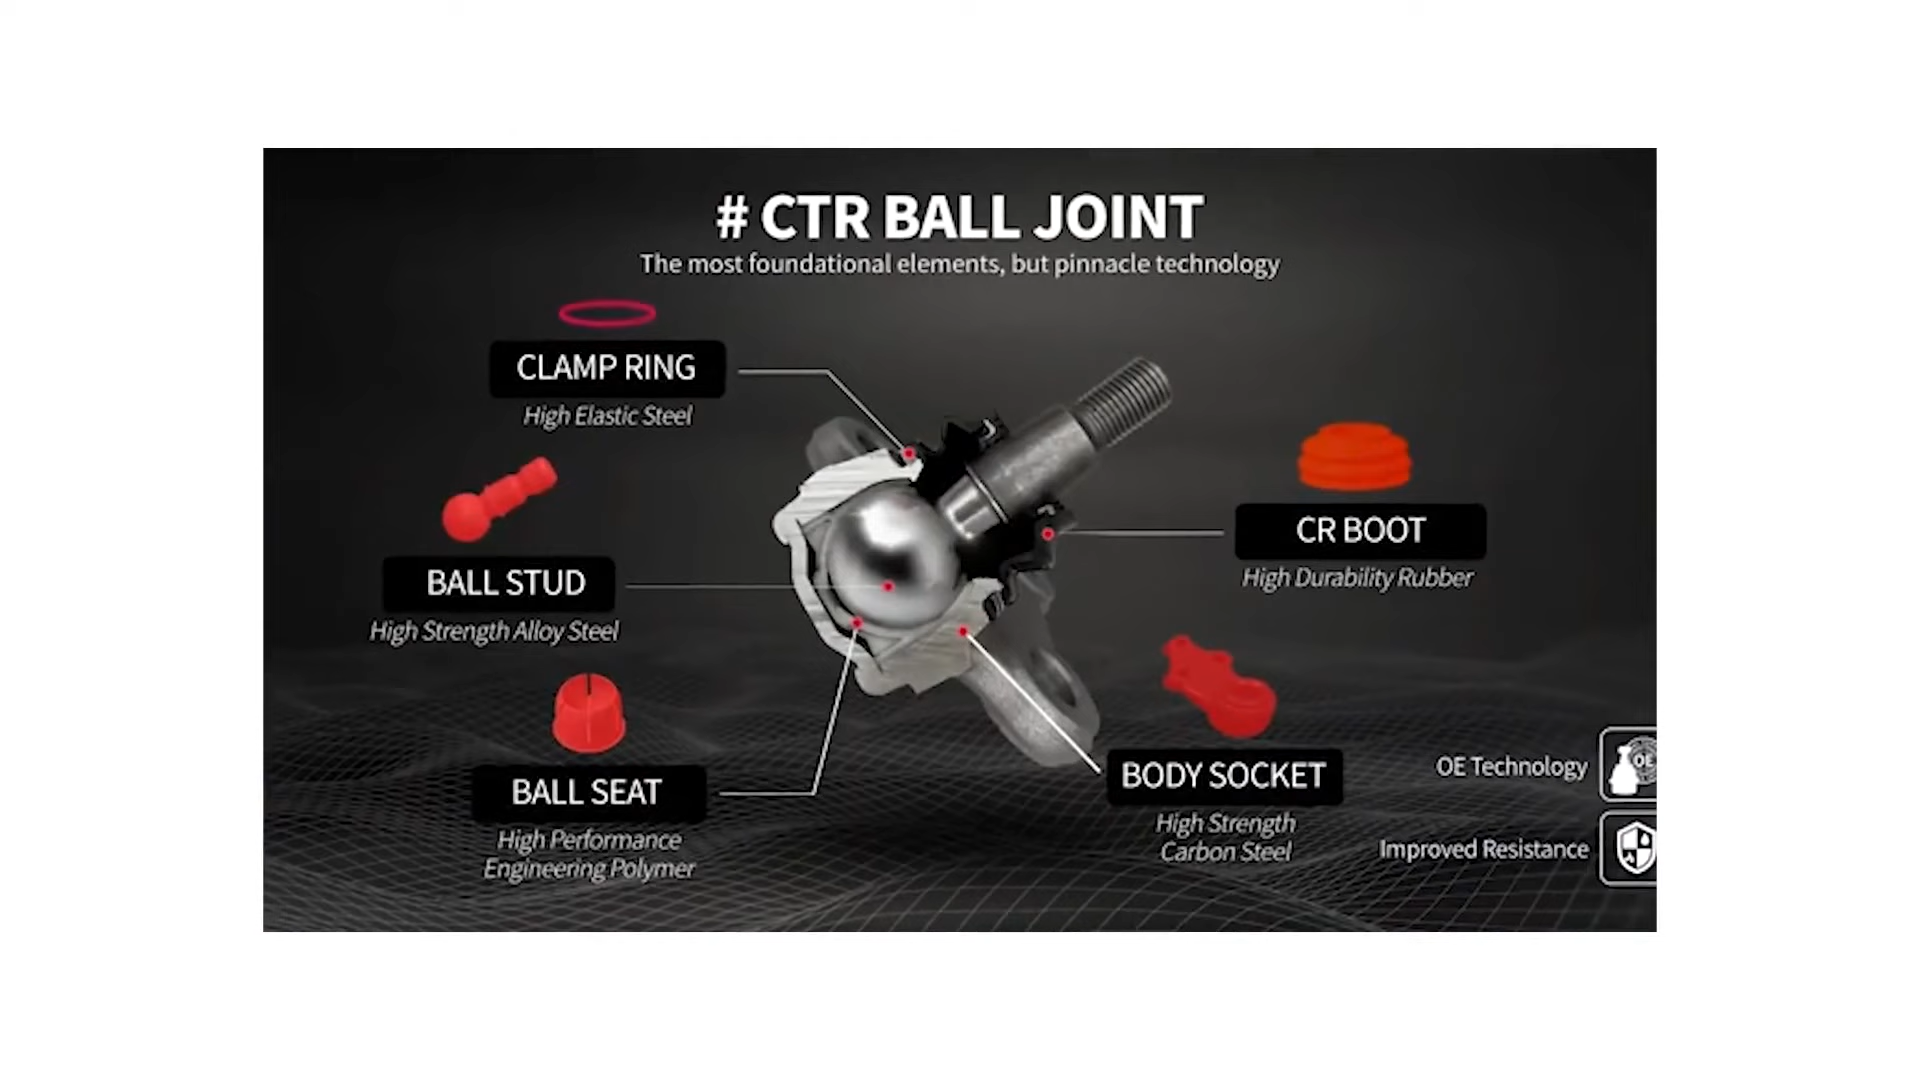 # CTR BALL JOINT
The most foundational elements, but pinnacle technology
CLAMP RING
High Elastic Steel
BALL STUD
High Strength Alloy Steel
BALL SEAT
High Performance
Engineering Polymer
CR BOOT
High Durability Rubber
BODY SOCKET
High Strength
Carbon Steel
OE Technology
OE
Improved Resistance